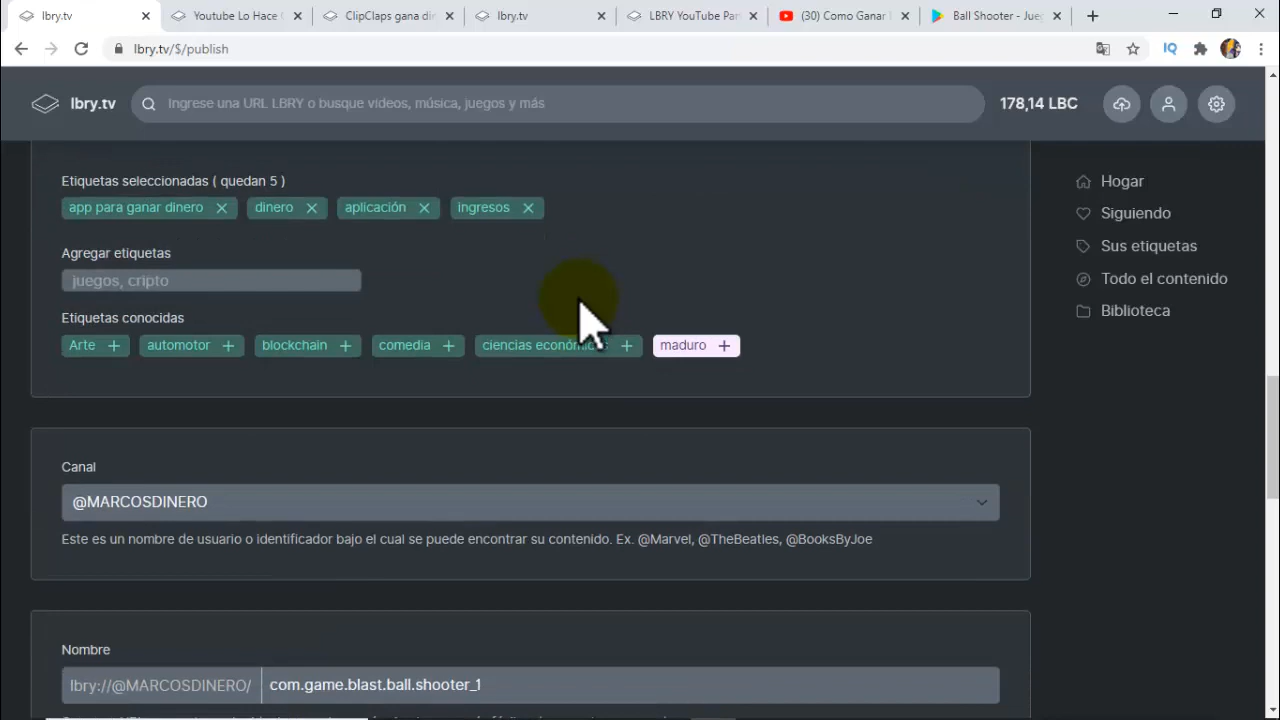 lbry.tv
Youtube Lo Hace
ClipClaps gana di
lbry.tv
LBRY YouTube Par
(30) Como Ganar
Ball Shooter - Jue
lbry.tv/$/publish
IQ
lbry.tv
Ingrese una URL LBRY o busque videos, música, juegos y más
178,14 LBC
Etiquetas seleccionadas ( quedan 5 )
app para ganar dinero
dinero
aplicación
ingresos
Agregar etiquetas
juegos, cripto
Etiquetas conocidas
Arte
automotor
blockchain
comedia
ciencias
maduro
Hogar
Siguiendo
Sus etiquetas
Todo el contenido
Biblioteca
Canal
@MARCOSDINERO
Este es un nombre de usuario o identificador bajo el cual se puede encontrar su contenido. Ex. @Marvel, @TheBeatles, @BooksByJoe
Nombre
lbry://@MARCOSDINERO/ com.game.blast.ball.shooter_1